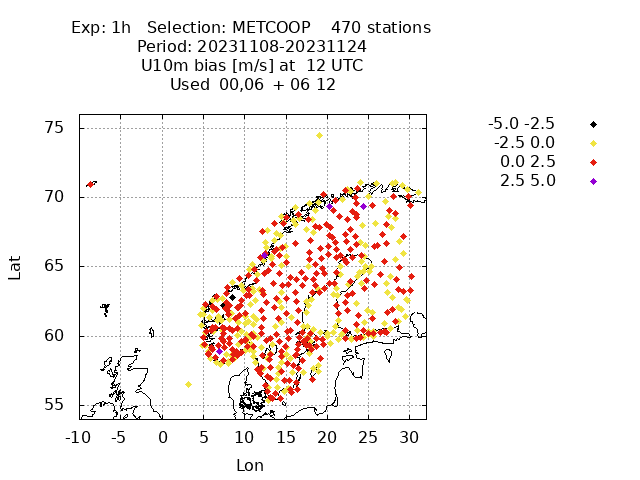 Exp: 1h   Selection: METCOOP    470 stations
Period: 20231108-20231124
U10m bias [m/s] at  12 UTC
Used  00,06  + 06 12
-5.0 -2.5
-2.5 0.0
0.0 2.5
2.5 5.0
75
70
65
60
55
Lat
-10 -5 0 5 10 15 20 25 30
Lon